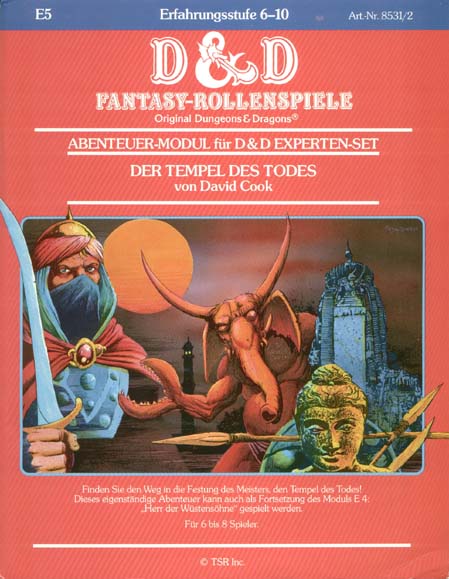 E5
Erfahrungsstufe 6–10
Art.-Nr. 8531/2
D&D
FANTASY-ROLLENSPIELE
Original Dungeons & Dragons®
ABENTEUER-MODUL für D&D EXPERTEN-SET
DER TEMPEL DES TODES
von David Cook
Finden Sie den Weg in die Festung des Meisters, den Tempel des Todes!
Dieses eigenständige Abenteuer kann auch als Fortsetzung des Moduls E 4:
„Herr der Wüstensöhne“ gespielt werden.
Für 6 bis 8 Spieler.
© TSR Inc.